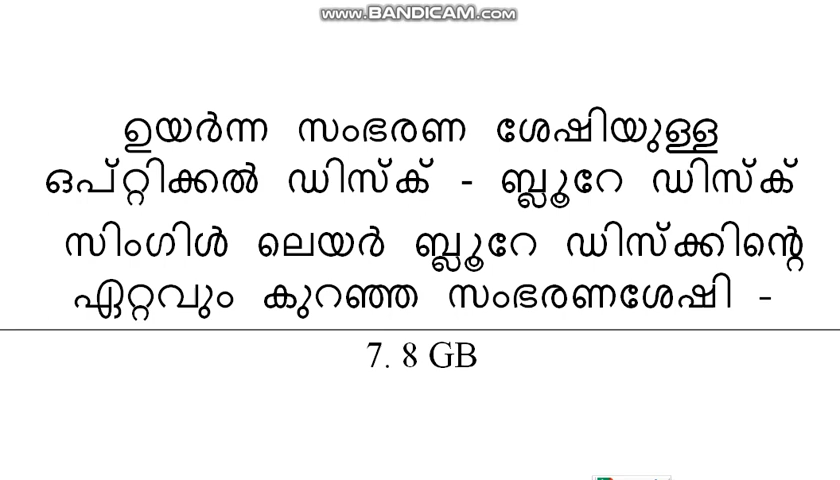 www.BANDICAM.com
ഉയർന്ന സംഭരണ ശേഷിയുള്ള
ഒപ്റ്റിക്കൽ ഡിസ്ക് - ബ്ലൂറേ ഡിസ്ക്
സിംഗിൾ ലെയർ ബ്ലൂറേ ഡിസ്ക്കിന്റെ
ഏറ്റവും കുറഞ്ഞ സംഭരണശേഷി -
7. 8 GB